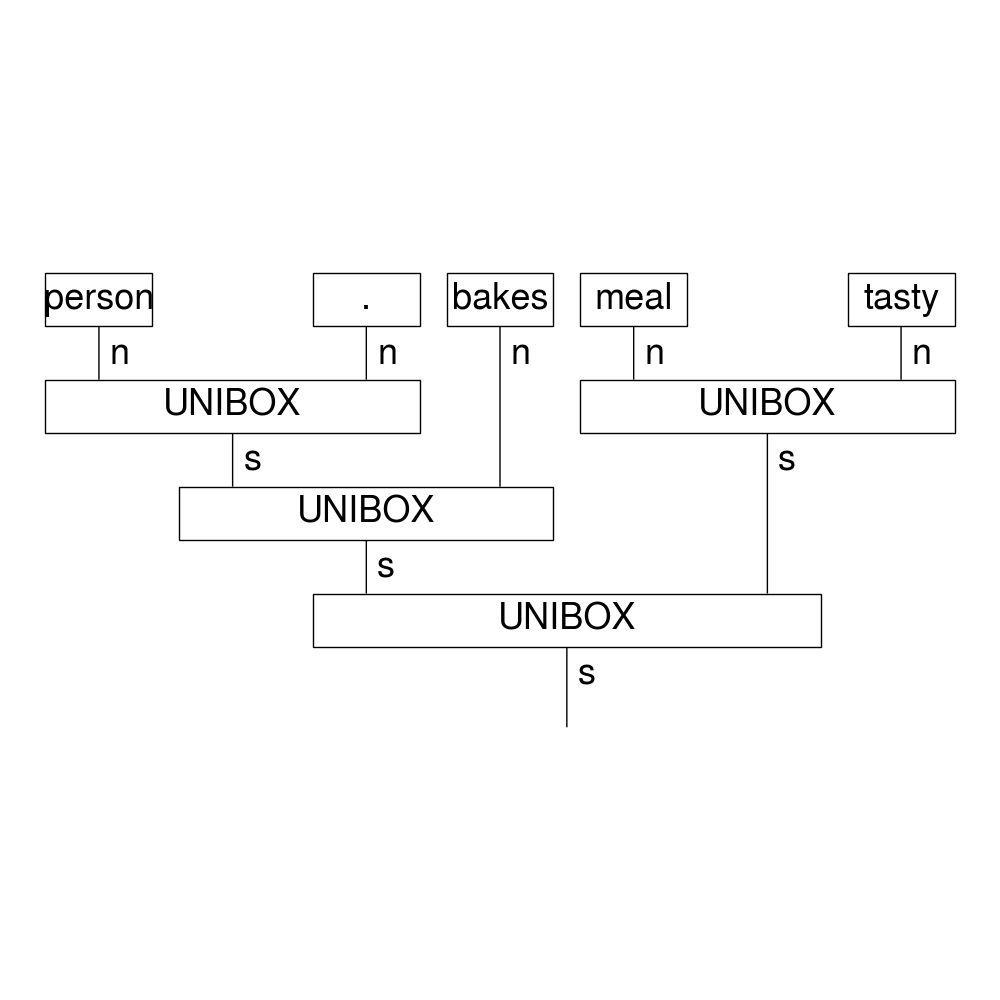 person . bakes meal tasty
n n n n n
UNIBOX UNIBOX
s s
UNIBOX
s
UNIBOX
s